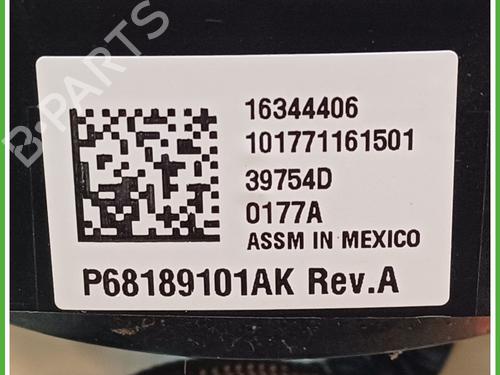 B-PARTS
16344406
101771161501
39754D
0177A
ASSM IN MEXICO
P68189101AK Rev.A